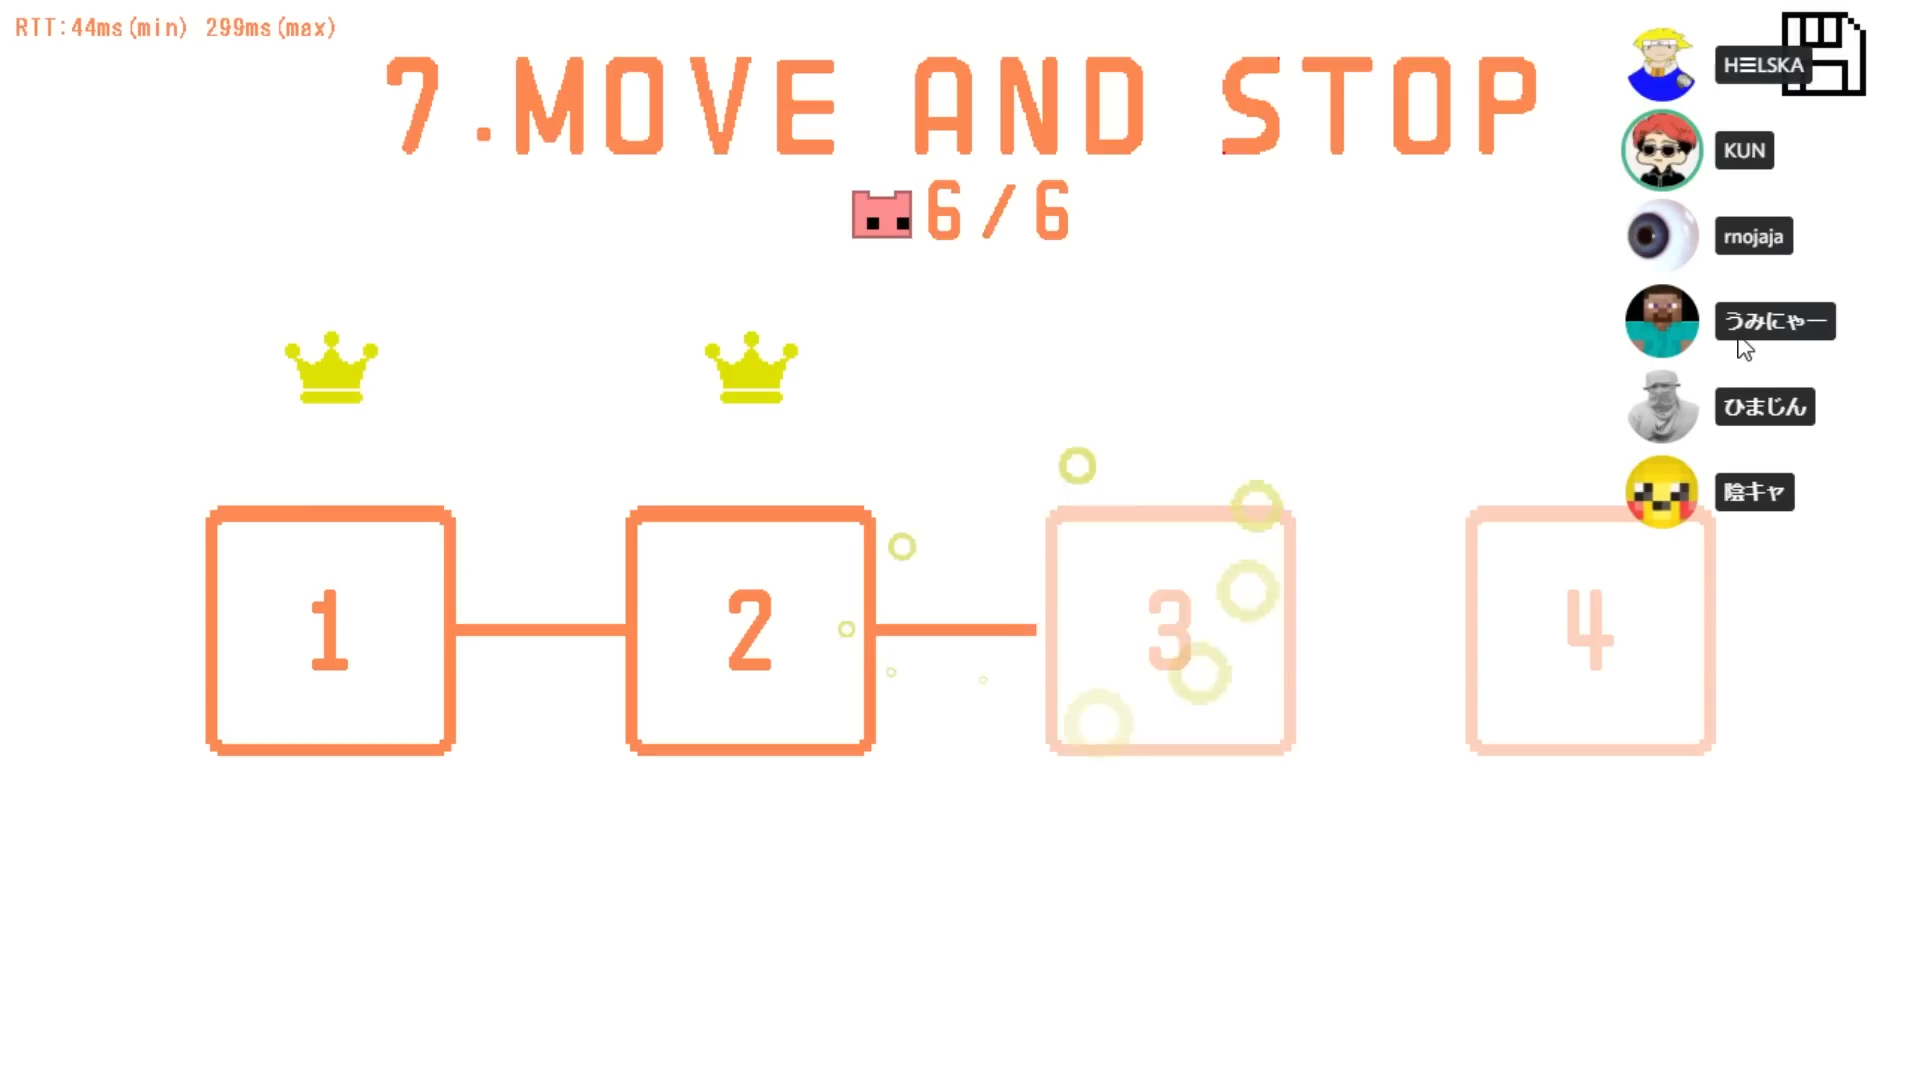 RTT:44ms(min) 299ms(max)
7.MOVE AND STOP
6/6
H☰LSKA
KUN
rnojaja
うみにゃー
ひまじん
陰キャ
1
2
3
4